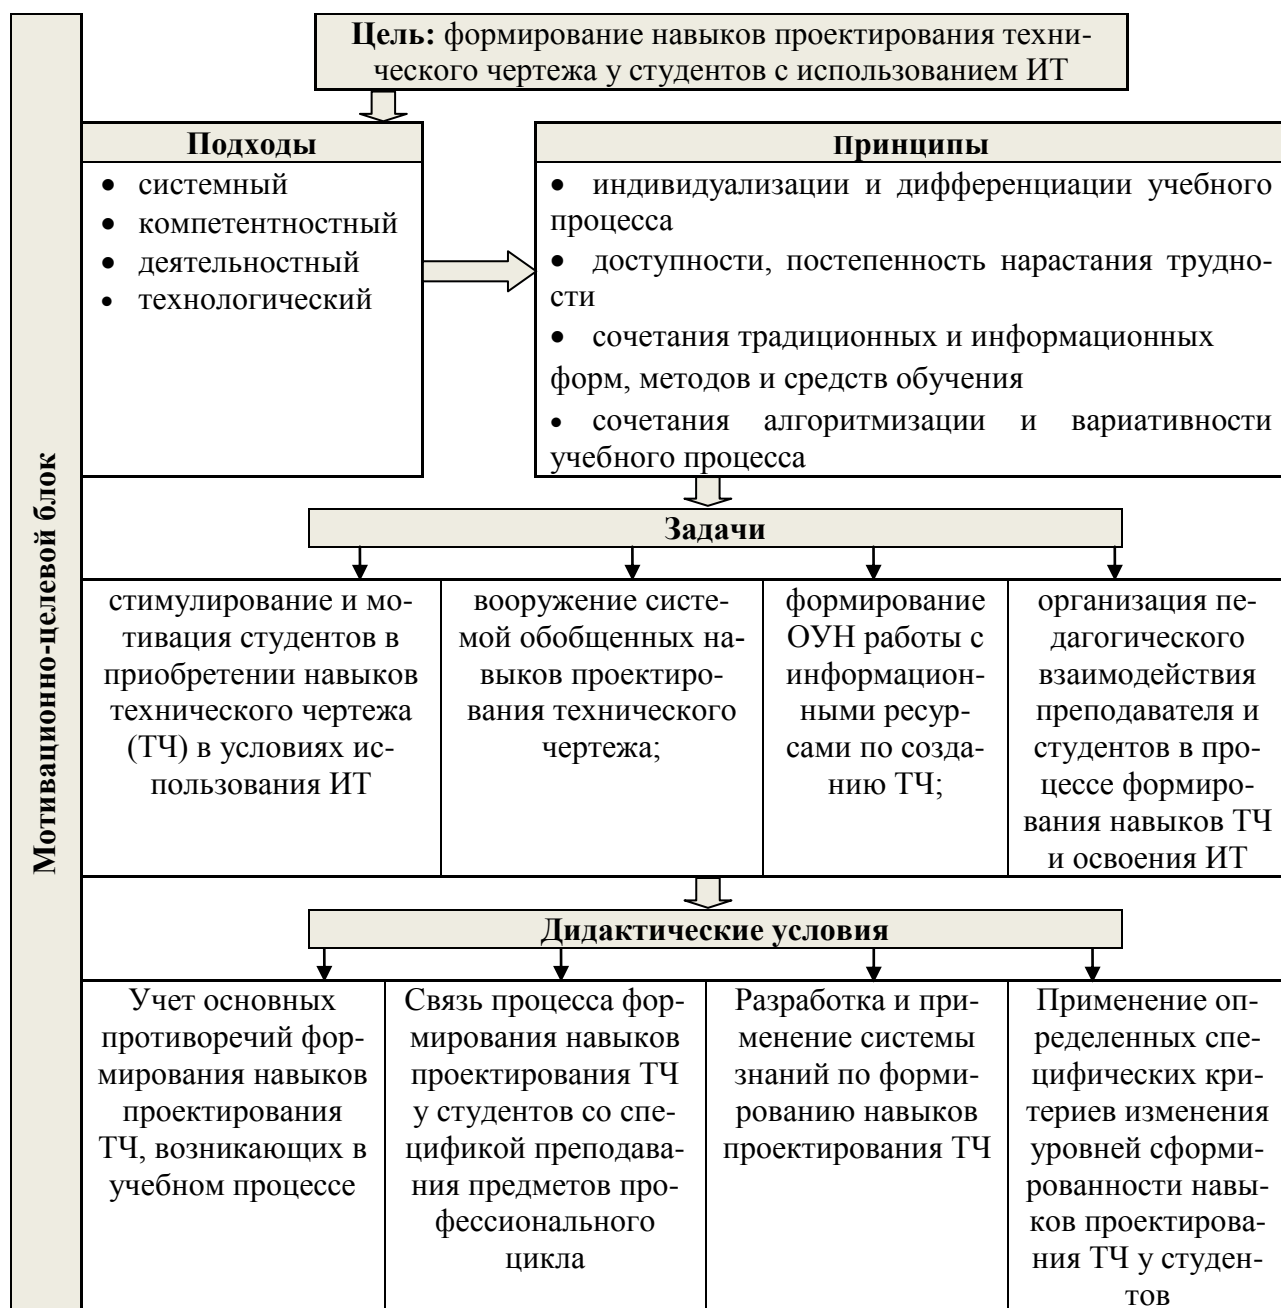 Мотивационно-целевой блок
Цель: формирование навыков проектирования техни-
ческого чертежа у студентов с использованием ИТ
Подходы
• системный
• компетентностный
• деятельностный
• технологический
Принципы
• индивидуализации и дифференциации учебного
процесса
• доступности, постепенность нарастания трудно-
сти
• сочетания традиционных и информационных
форм, методов и средств обучения
• сочетания алгоритмизации и вариативности
учебного процесса
Задачи
стимулирование и мо-
тивация студентов в
приобретении навыков
технического чертежа
(ТЧ) в условиях ис-
пользования ИТ
вооружение систе-
мой обобщенных на-
выков проектиро-
вания технического
чертежа;
формирование
ОУН работы с
информацион-
ными ресур-
сами по созда-
нию ТЧ;
организация пе-
дагогического
взаимодействия
преподавателя и
студентов в про-
цессе формиро-
вания навыков ТЧ
и освоения ИТ
Дидактические условия
Учет основных
противоречий фор-
мирования навыков
проектирования
ТЧ, возникающих в
учебном процессе
Связь процесса фор-
мирования навыков
проектирования ТЧ
у студентов со спе-
цификой преподава-
ния предметов про-
фессионального
цикла
Разработка и при-
менение системы
знаний по форми-
рованию навыков
проектирования ТЧ
Применение оп-
ределенных спе-
цифических кри-
териев изменения
уровней сформи-
рованности навы-
ков проектирова-
ния ТЧ у студен-
тов